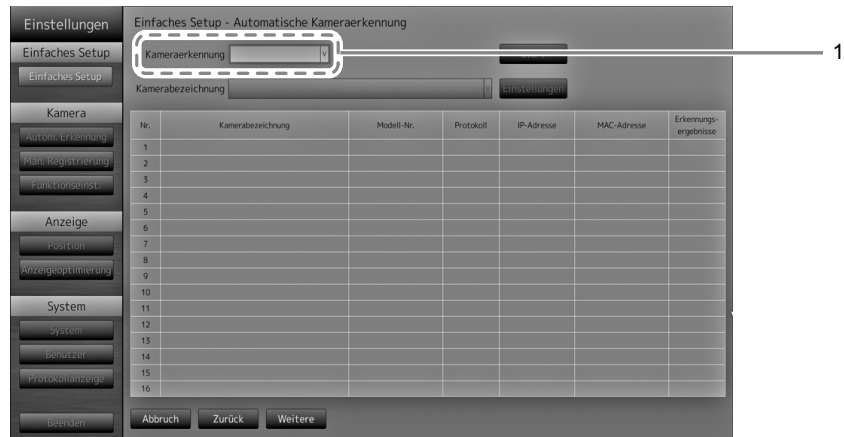 Einstellungen
Einfaches Setup
Einfaches Setup
Kamera
Autom. Erkennung
Man. Registrierung
Funktionseinst.
Anzeige
Position
Anzeigeoptimierung
System
System
Benutzer
Protokollanzeige
Beenden
Einfaches Setup - Automatische Kameraerkennung
Kameraerkennung
1
Kamerabezeichnung Einstellungen
Nr. Kamerabezeichnung Modell-Nr. Protokoll IP-Adresse MAC-Adresse Erkennungs-
ergebnisse
1
2
3
4
5
6
7
8
9
10
11
12
13
14
15
16
Abbruch Zurück Weitere